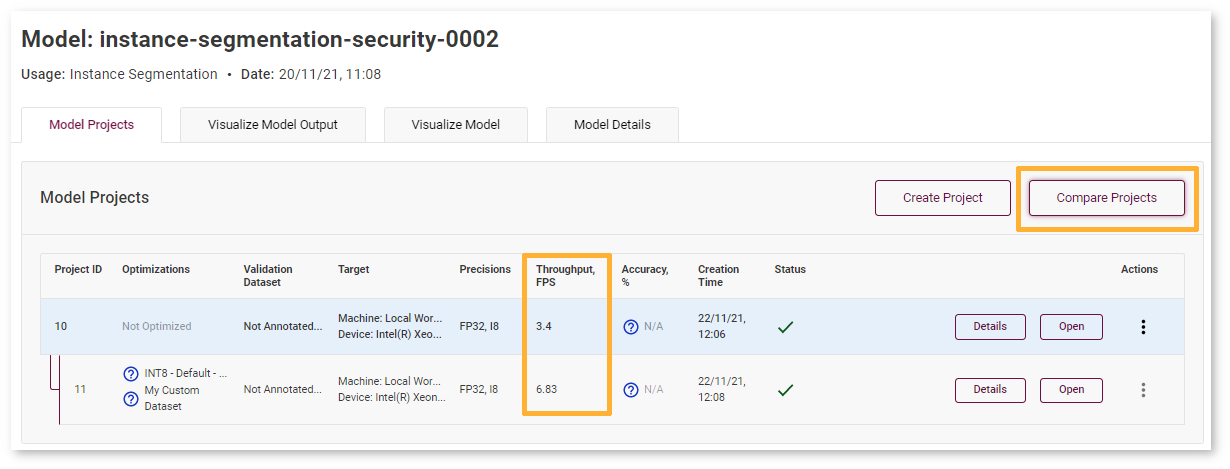 Model: instance-segmentation-security-0002
Usage: Instance Segmentation • Date: 20/11/21, 11:08
Model Projects
Visualize Model Output
Visualize Model
Model Details
Model Projects
Create Project
Compare Projects
Project ID
Optimizations
Validation
Dataset
Target
Precisions
Throughput,
FPS
Accuracy,
%
Creation
Time
Status
Actions
10
Not Optimized
Not Annotated...
Machine: Local Wor...
Device: Intel(R) Xeo...
FP32, I8
3.4
? N/A
22/11/21,
12:06
Details
Open
11
? INT8 - Default - ...
My Custom
? Dataset
Not Annotated...
Machine: Local Wor...
Device: Intel(R) Xeon...
FP32, I8
6.83
? N/A
22/11/21,
12:08
Details
Open